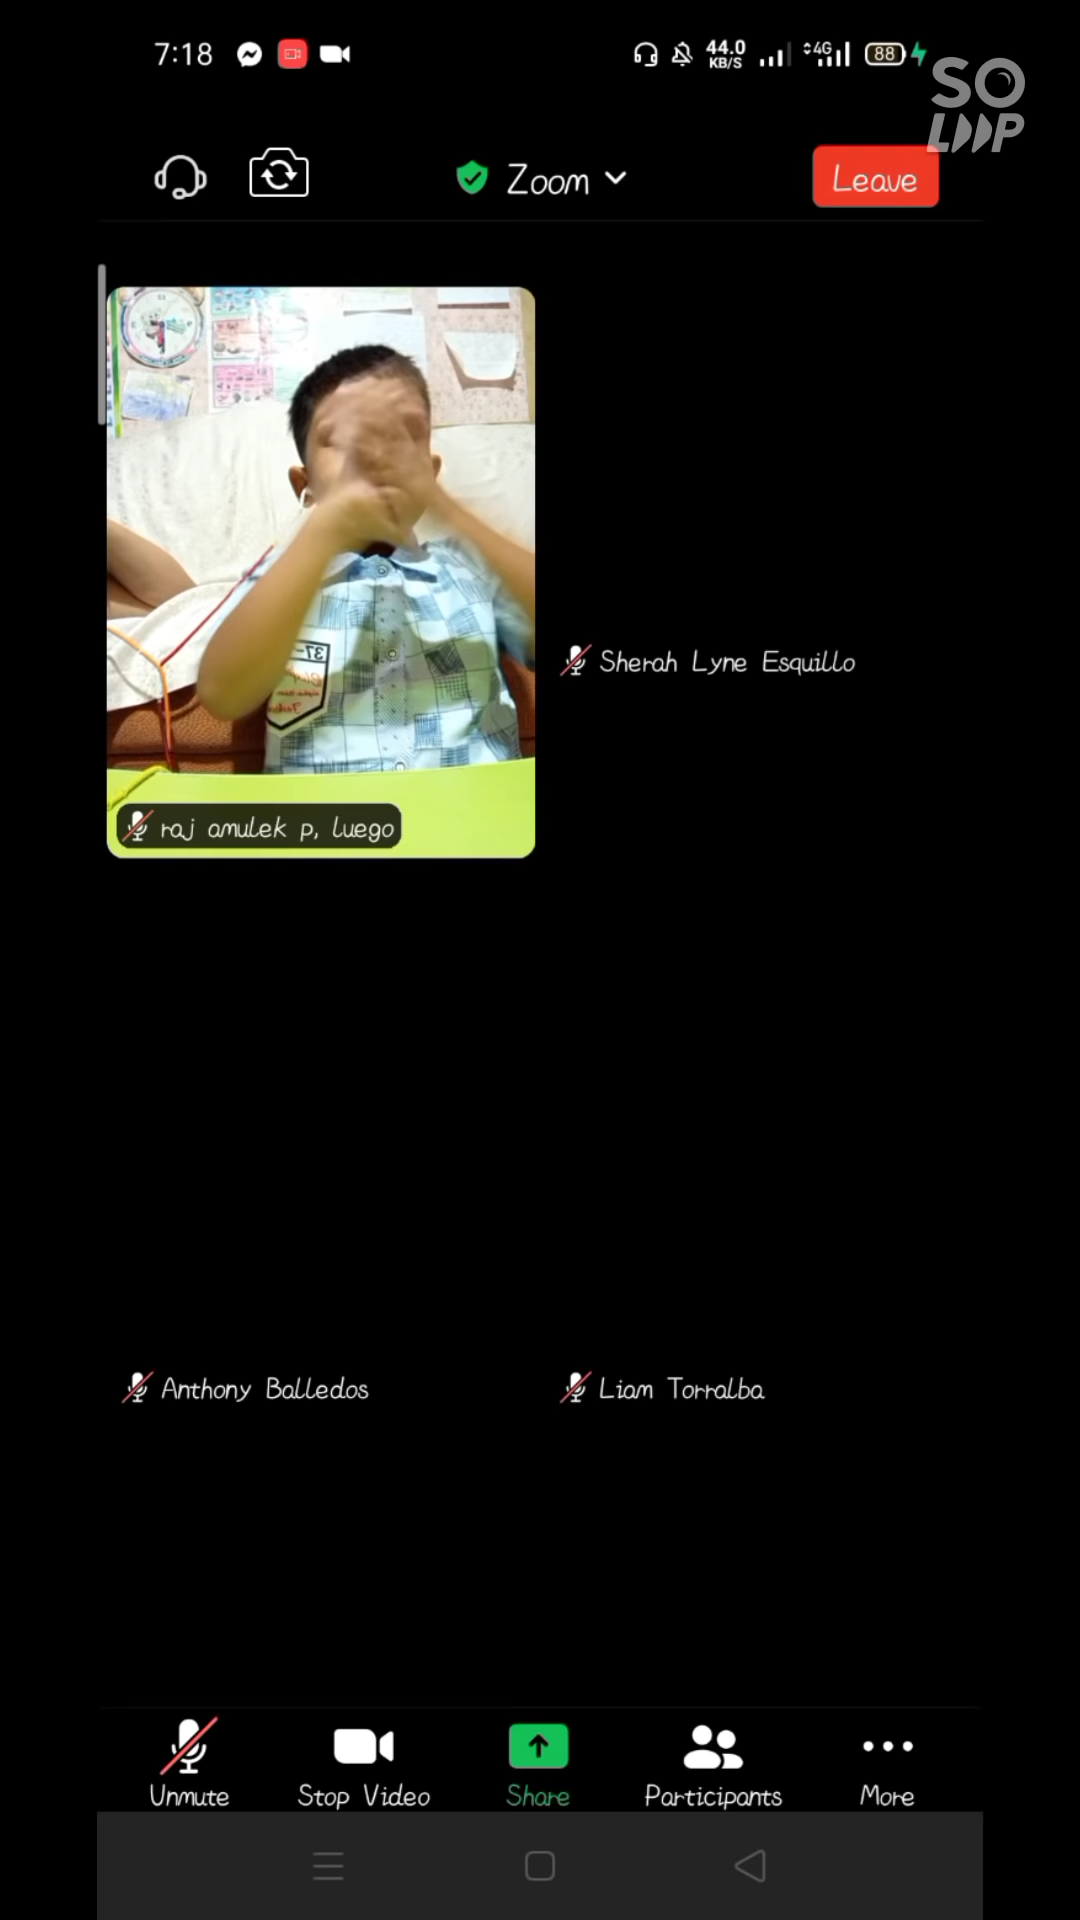 7:18
44.0
KB/S
4G
88
SO
LOOP
Zoom
Leave
37-
raj amulek p, luego
Sherah Lyne Esquillo
Anthony Balledos
Liam Torralba
Unmute
Stop Video
Share
Participants
More